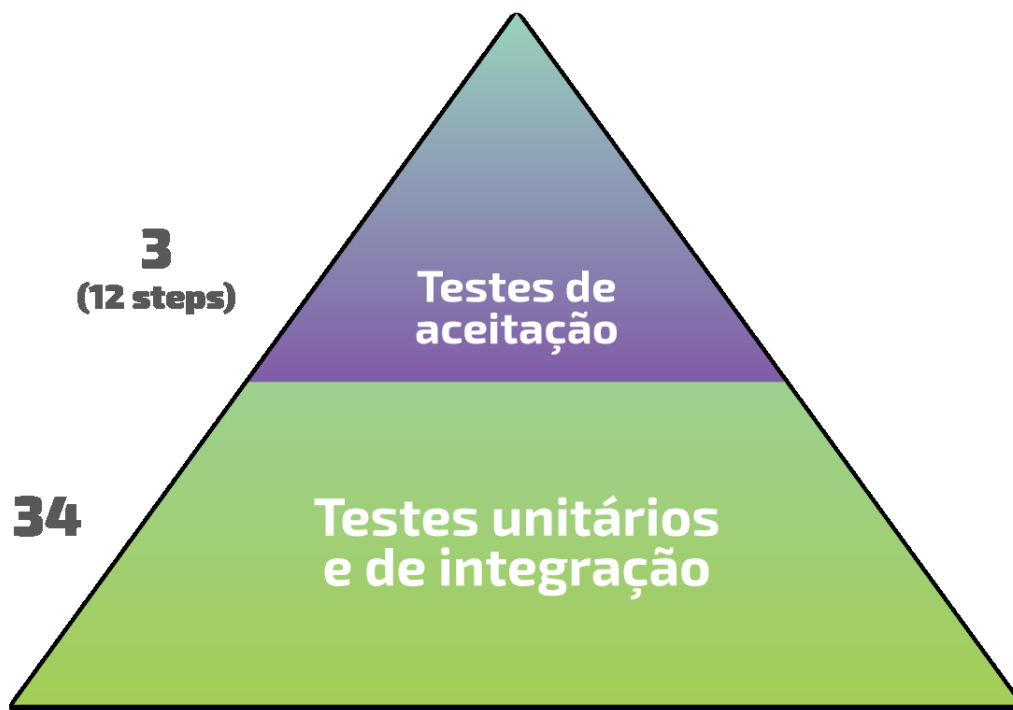 3
(12 steps)
Testes de
aceitação
34
Testes unitários
e de integração